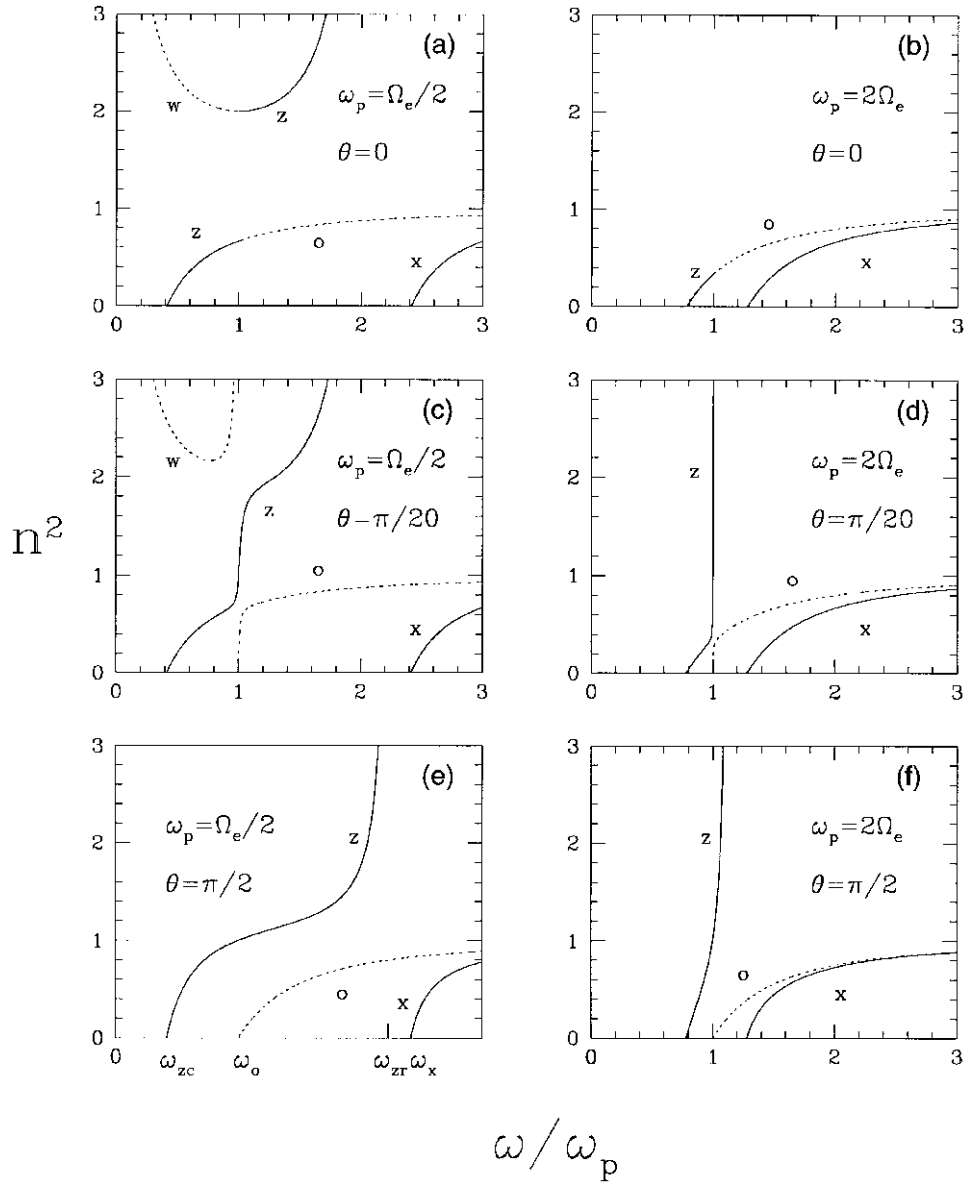 3
(a)
ω_p=Ω_e/2
2
w
z
θ=0
n²
1
z
o
x
0
0
1
2
3
3
(b)
ω_p=2Ω_e
2
θ=0
1
o
z
x
0
0
1
2
3
3
(c)
ω_p=Ω_e/2
2
w
z
θ−π/20
1
o
x
0
0
1
2
3
3
(d)
ω_p=2Ω_e
2
z
θ=π/20
1
o
x
0
0
1
2
3
3
(e)
ω_p=Ω_e/2
2
z
θ=π/2
1
o
x
0
0
ω_zc
ω_o
ω_zr
ω_x
3
(f)
ω_p=2Ω_e
2
z
θ=π/2
1
o
x
0
0
1
2
3
ω/ω_p